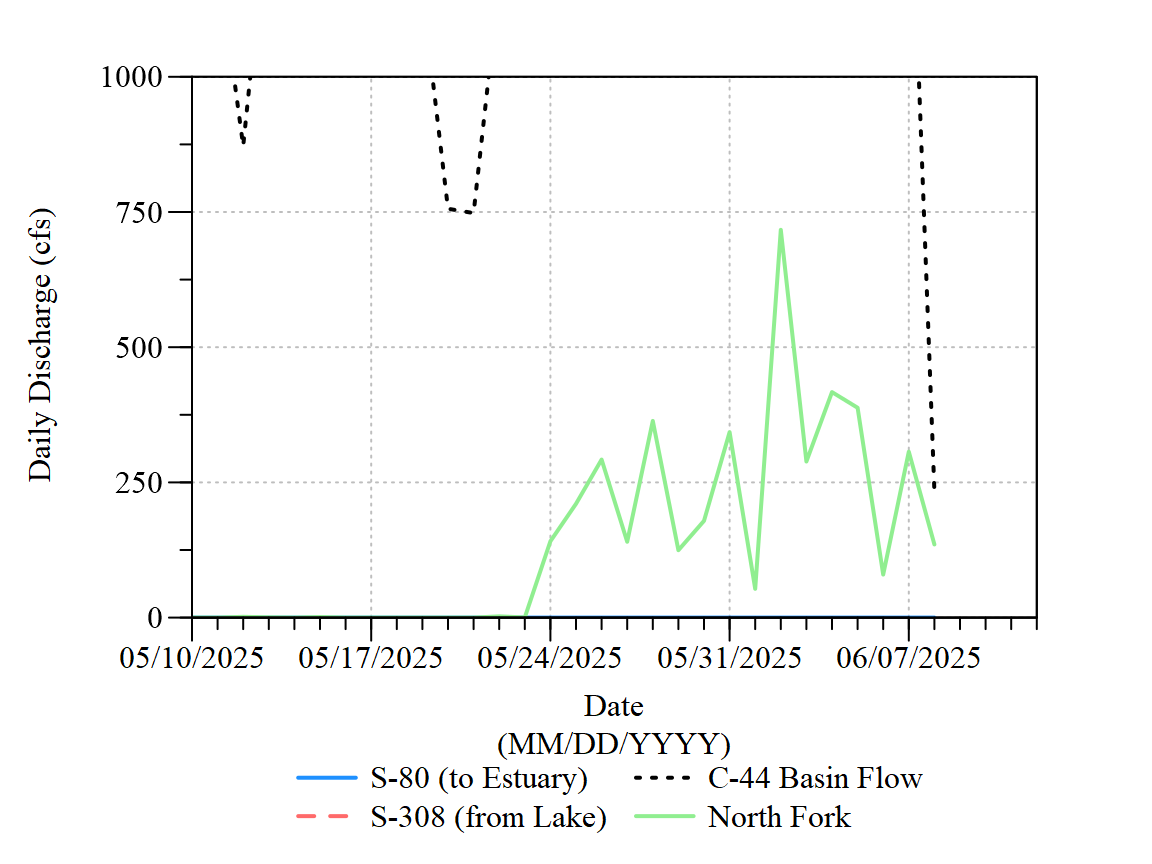 1000
750
500
250
0
Daily Discharge (cfs)
05/10/2025 05/17/2025 05/24/2025 05/31/2025 06/07/2025
Date
(MM/DD/YYYY)
S-80 (to Estuary) C-44 Basin Flow
S-308 (from Lake) North Fork